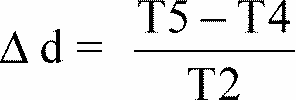 Δ d = (T5 – T4) / T2